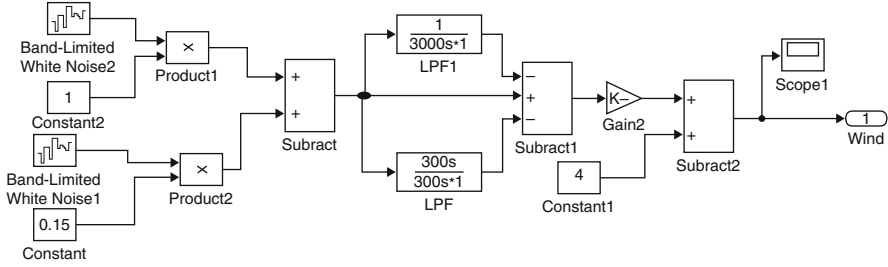 Band-Limited
White Noise2
×
Product1
1
Constant2
Band-Limited
White Noise1
×
Product2
0.15
Constant
+
+
Subract
1
3000s*1
LPF1
300s
300s*1
LPF
−
+
−
Subract1
K−
Gain2
4
Constant1
+
+
Subract2
Scope1
1
Wind